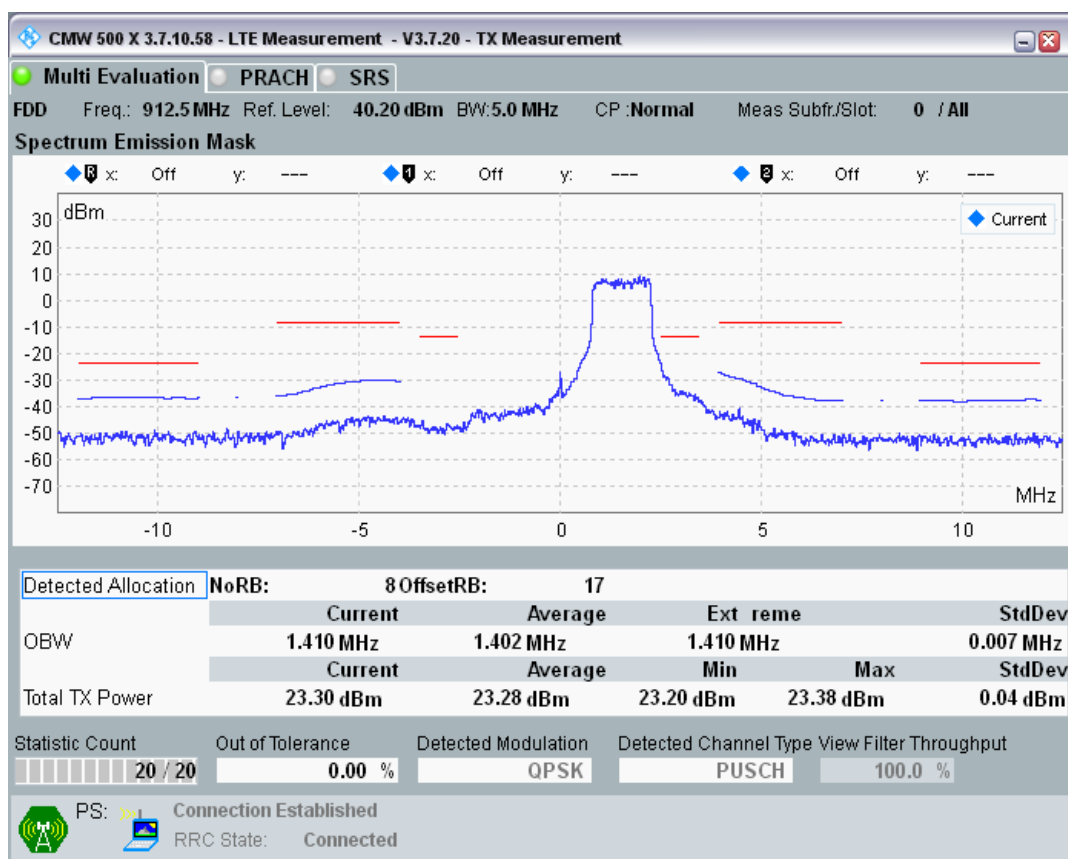 CMW 500 X 3.7.10.58 - LTE Measurement - V3.7.20 - TX Measurement
Multi Evaluation PRACH SRS
FDD Freq.: 912.5 MHz Ref. Level: 40.20 dBm BW:5.0 MHz CP :Normal Meas Subfr./Slot: 0 / All
Spectrum Emission Mask
R x: Off y: --- 1 x: Off y: --- 2 x: Off y: ---
dBm
Current
30
20
10
0
-10
-20
-30
-40
-50
-60
-70
MHz
-10 -5 0 5 10
Detected Allocation NoRB: 8 OffsetRB: 17
Current Average Ext reme StdDev
OBW 1.410 MHz 1.402 MHz 1.410 MHz 0.007 MHz
Current Average Min Max StdDev
Total TX Power 23.30 dBm 23.28 dBm 23.20 dBm 23.38 dBm 0.04 dBm
Statistic Count Out of Tolerance Detected Modulation Detected Channel Type View Filter Throughput
20 / 20 0.00 % QPSK PUSCH 100.0 %
PS: Connection Established
RRC State: Connected